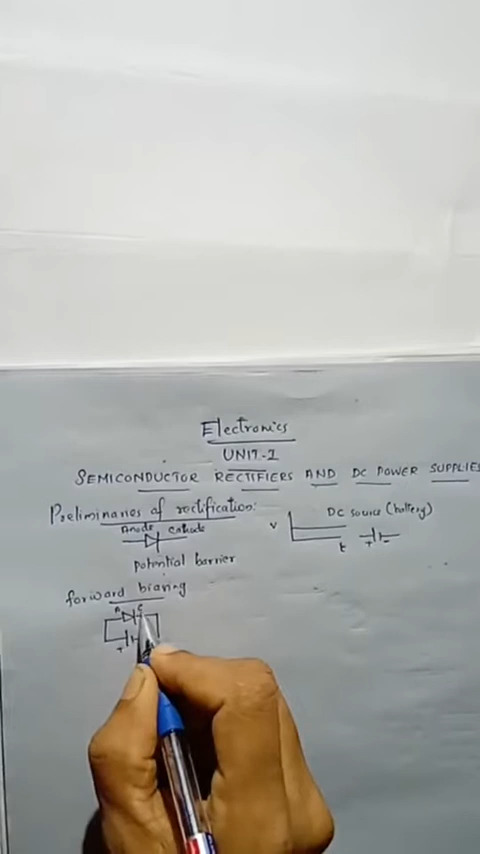 Electronics
UNIT-1
SEMICONDUCTOR RECTIFIERS AND DC POWER SUPPLIES
Preliminaries of rectification:
Anode Cathode
V DC source (battery)
t + -
potential barrier
forward biasing
A C
+